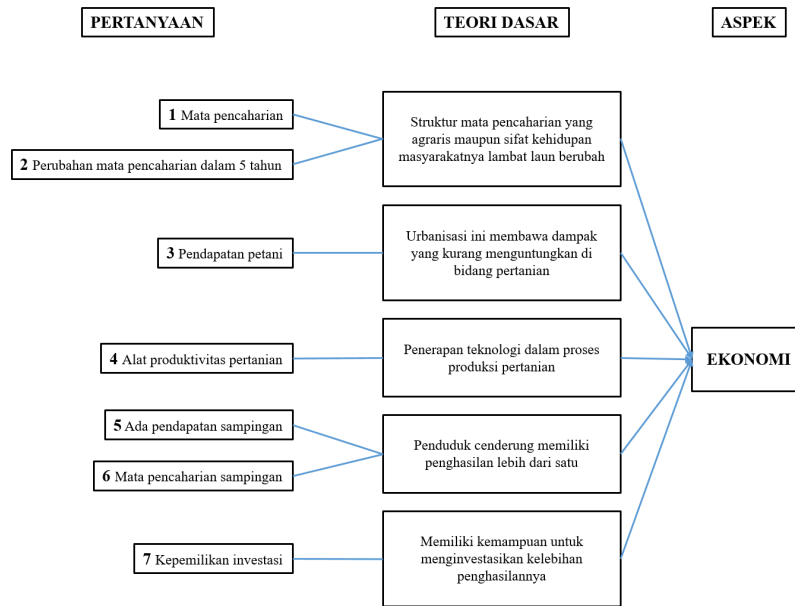 PERTANYAAN
TEORI DASAR
ASPEK
1 Mata pencaharian
2 Perubahan mata pencaharian dalam 5 tahun
Struktur mata pencaharian yang
agraris maupun sifat kehidupan
masyarakatnya lambat laun berubah
3 Pendapatan petani
Urbanisasi ini membawa dampak
yang kurang menguntungkan di
bidang pertanian
4 Alat produktivitas pertanian
Penerapan teknologi dalam proses
produksi pertanian
EKONOMI
5 Ada pendapatan sampingan
6 Mata pencaharian sampingan
Penduduk cenderung memiliki
penghasilan lebih dari satu
7 Kepemilikan investasi
Memiliki kemampuan untuk
menginvestasikan kelebihan
penghasilannya